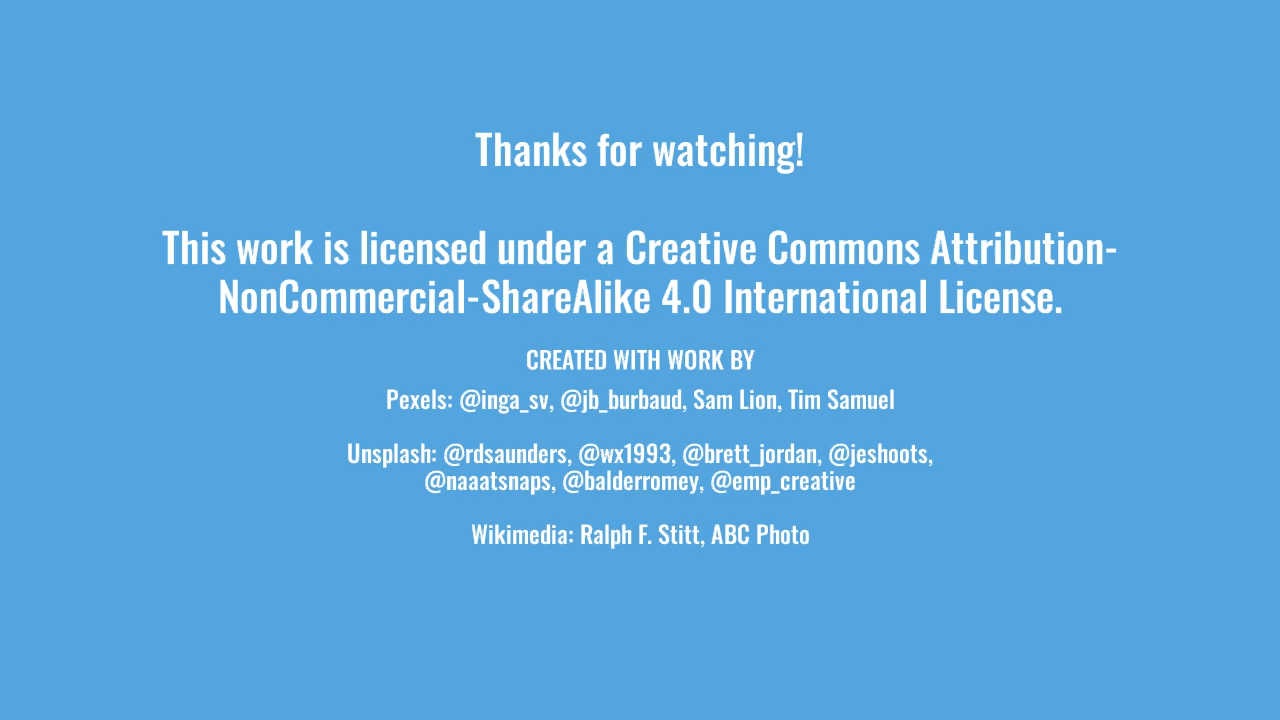 Thanks for watching!
This work is licensed under a Creative Commons Attribution-
NonCommercial-ShareAlike 4.0 International License.
CREATED WITH WORK BY
Pexels: @inga_sv, @jb_burbaud, Sam Lion, Tim Samuel
Unsplash: @rdsaunders, @wx1993, @brett_jordan, @jeshoots,
@naaatsnaps, @balderromey, @emp_creative
Wikimedia: Ralph F. Stitt, ABC Photo